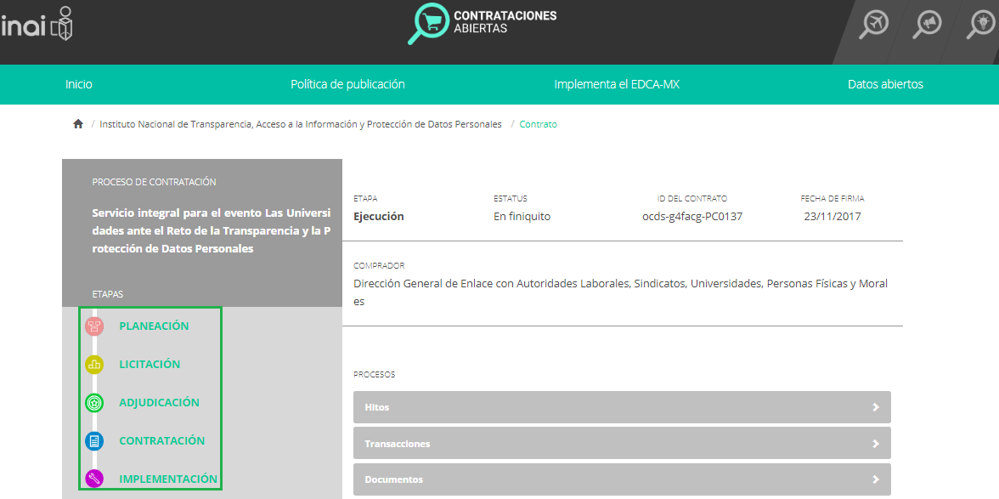 inai
CONTRATACIONES
ABIERTAS
Inicio
Política de publicación
Implementa el EDCA-MX
Datos abiertos
/ Instituto Nacional de Transparencia, Acceso a la Información y Protección de Datos Personales / Contrato
PROCESO DE CONTRATACIÓN
Servicio integral para el evento Las Universi
dades ante el Reto de la Transparencia y la P
rotección de Datos Personales
ETAPAS
PLANEACIÓN
LICITACIÓN
ADJUDICACIÓN
CONTRATACIÓN
IMPLEMENTACIÓN
ETAPA
Ejecución
ESTATUS
En finiquito
ID DEL CONTRATO
ocds-g4facg-PC0137
FECHA DE FIRMA
23/11/2017
COMPRADOR
Dirección General de Enlace con Autoridades Laborales, Sindicatos, Universidades, Personas Físicas y Moral
es
PROCESOS
Hitos
Transacciones
Documentos